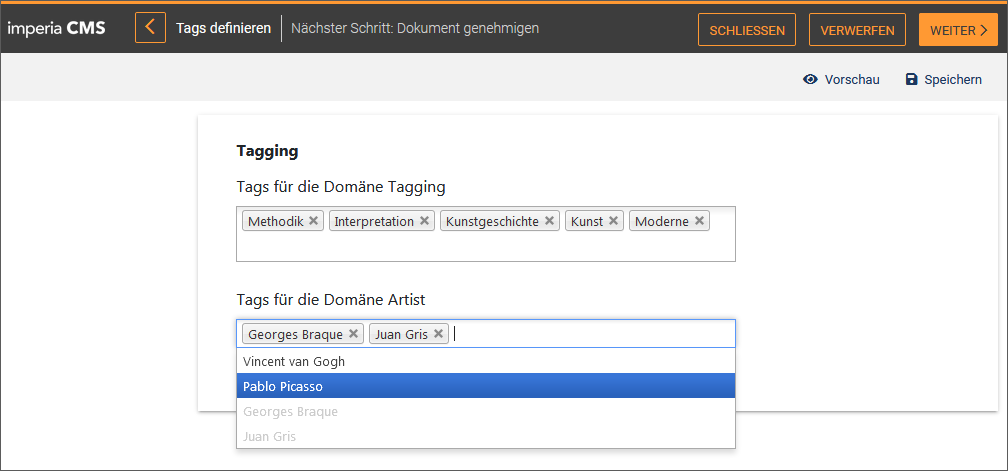 imperia CMS Tags definieren Nächster Schritt: Dokument genehmigen SCHLIESSEN VERWERFEN WEITER
Vorschau Speichern
Tagging
Tags für die Domäne Tagging
Methodik Interpretation Kunstgeschichte Kunst Moderne
Tags für die Domäne Artist
Georges Braque Juan Gris
Vincent van Gogh
Pablo Picasso
Georges Braque
Juan Gris